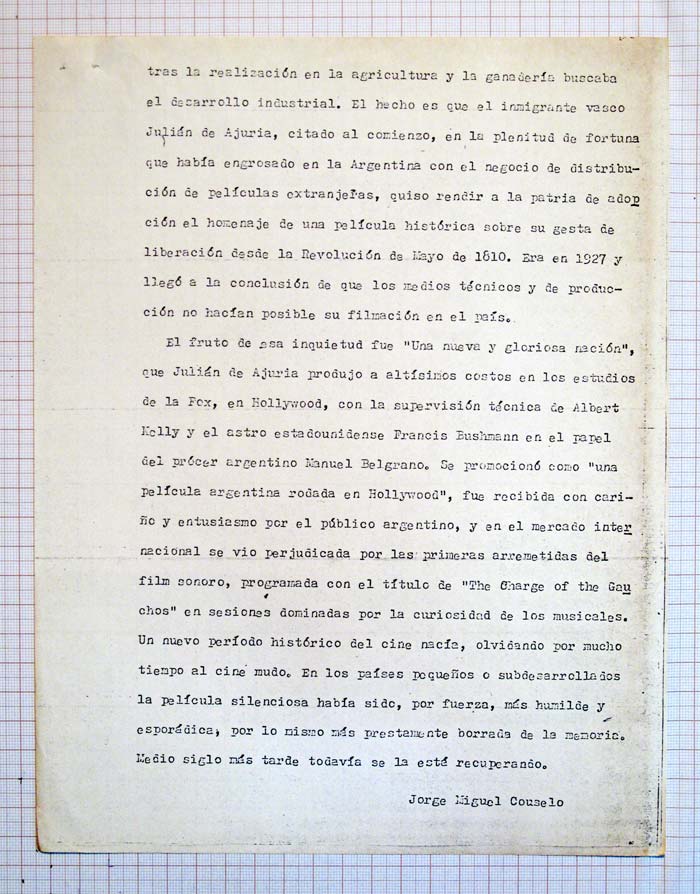 tras la realización en la agricultura y la ganadería buscaba
el desarrollo industrial. El hecho es que el inmigrante vasco
Julián de Ajuria, citado al comienzo, en la plenitud de fortuna
que había engrosado en la Argentina con el negocio de distribu-
ción de películas extranjeras, quiso rendir a la patria de adop
ción el homenaje de una película histórica sobre su gesta de
liberación desde la Revolución de Mayo de 1810. Era en 1927 y
llegó a la conclusión de que los medios técnicos y de produc-
ción no hacían posible su filmación en el país.
El fruto de esa inquietud fue "Una nueva y gloriosa nación",
que Julián de Ajuria produjo a altísimos costos en los estudios
de la Fox, en Hollywood, con la supervisión técnica de Albert
Kelly y el astro estadounidense Francis Bushmann en el papel
del prócer argentino Manuel Belgrano. Se promocionó como "una
película argentina rodada en Hollywood", fue recibida con cari-
ño y entusiasmo por el público argentino, y en el mercado inter
nacional se vio perjudicada por las primeras arremetidas del
film sonoro, programada con el título de "The Charge of the Gau
chos" en sesiones dominadas por la curiosidad de los musicales.
Un nuevo período histórico del cine nacía, olvidando por mucho
tiempo al cine mudo. En los países pequeños o subdesarrollados
la película silenciosa había sido, por fuerza, más humilde y
esporádica, por lo mismo más prestamente borrada de la memoria.
Medio siglo más tarde todavía se la está recuperando.
Jorge Miguel Couselo